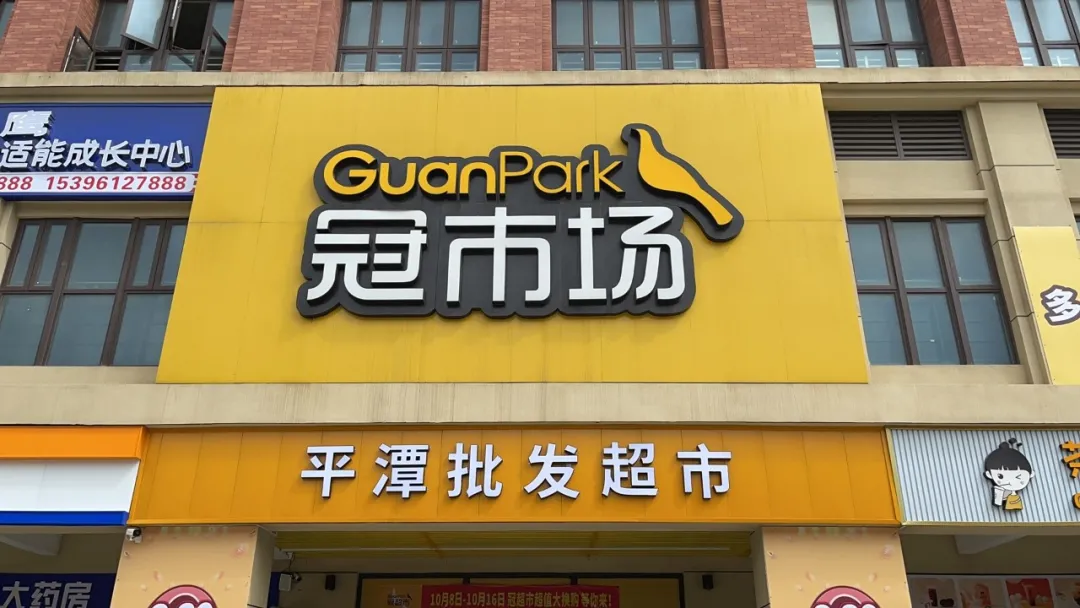 GuanPark
冠市场
鹰
适能成长中心
888 15396127888
多
平潭批发超市
大药房
10月8日-10月16日 冠超市超值大换购 等你来!